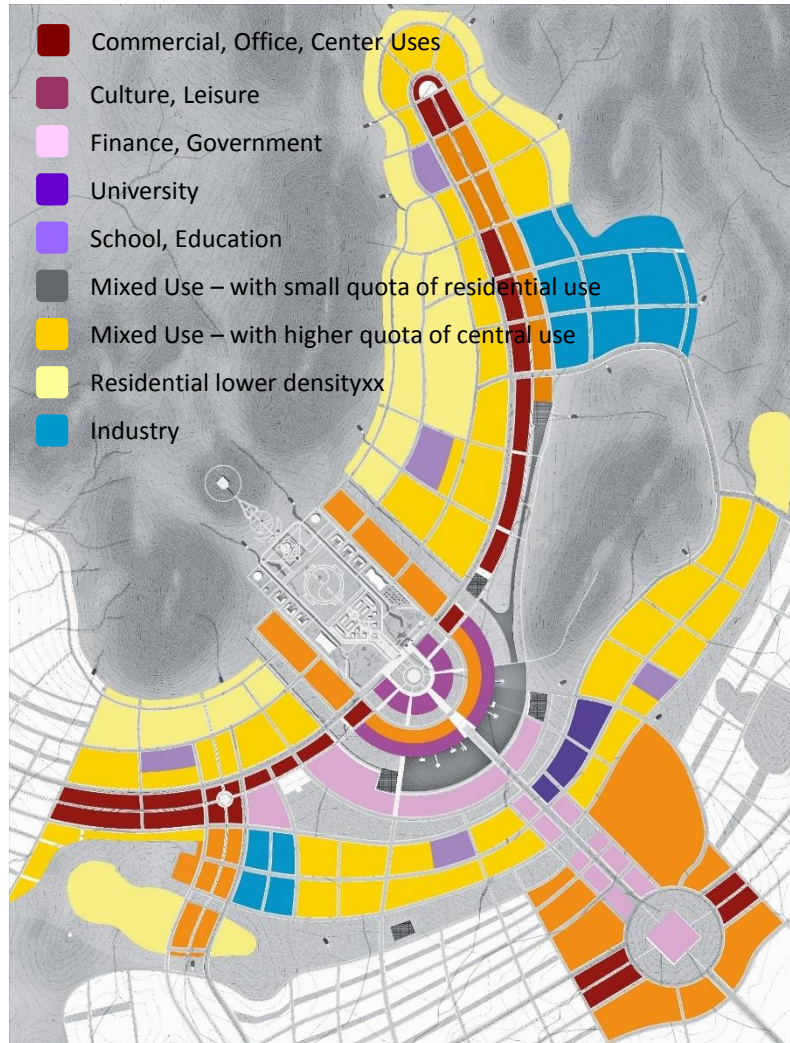 Commercial, Office, Center Uses
Culture, Leisure
Finance, Government
University
School, Education
Mixed Use – with small quota of residential use
Mixed Use – with higher quota of central use
Residential lower densityxx
Industry